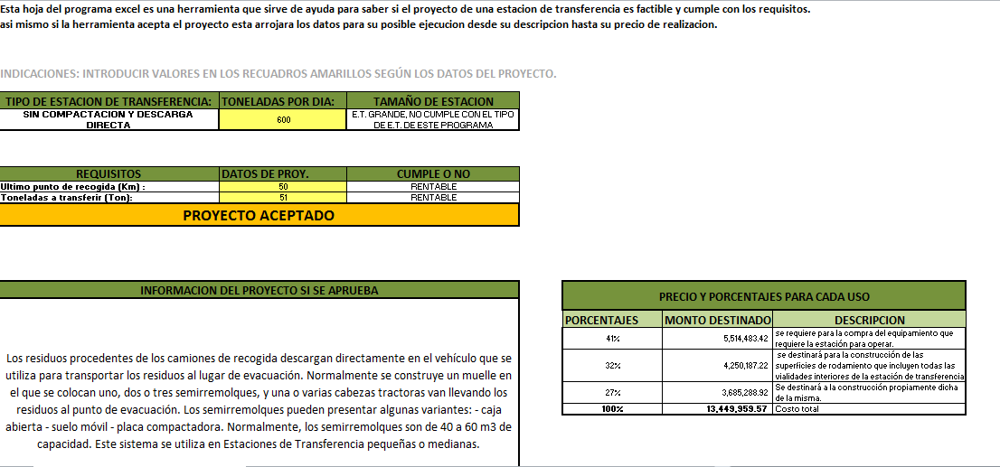 Esta hoja del programa excel es una herramienta que sirve de ayuda para saber si el proyecto de una estacion de transferencia es factible y cumple con los requisitos.
asi mismo si la herramienta acepta el proyecto esta arrojara los datos para su posible ejecucion desde su descripcion hasta su precio de realizacion.
INDICACIONES: INTRODUCIR VALORES EN LOS RECUADROS AMARILLOS SEGÚN LOS DATOS DEL PROYECTO.
TIPO DE ESTACION DE TRANSFERENCIA: TONELADAS POR DIA: TAMAÑO DE ESTACION
SIN COMPACTACION Y DESCARGA
DIRECTA
600
E.T. GRANDE, NO CUMPLE CON EL TIPO
DE E.T. DE ESTE PROGRAMA
REQUISITOS DATOS DE PROY. CUMPLE O NO
Ultimo punto de recogida (Km) : 50 RENTABLE
Toneladas a transferir (Ton): 51 RENTABLE
PROYECTO ACEPTADO
INFORMACION DEL PROYECTO SI SE APRUEBA
Los residuos procedentes de los camiones de recogida descargan directamente en el vehículo que se
utiliza para transportar los residuos al lugar de evacuación. Normalmente se construye un muelle en
el que se colocan uno, dos o tres semirremolques, y una o varias cabezas tractoras van llevando los
residuos al punto de evacuación. Los semirremolques pueden presentar algunas variantes: - caja
abierta - suelo móvil - placa compactadora. Normalmente, los semirremolques son de 40 a 60 m3 de
capacidad. Este sistema se utiliza en Estaciones de Transferencia pequeñas o medianas.
PRECIO Y PORCENTAJES PARA CADA USO
PORCENTAJES MONTO DESTINADO DESCRIPCION
41% 5,514,483.42 se requiere para la compra del equipamiento que
requiere la estación para operar.
32% 4,250,187.22 se destinará para la construcción de las
superficies de rodamiento que incluyen todas las
vialidades interiores de la estación de transferencia
27% 3,685,288.92 Se destinará a la construcción propiamente dicha
de la misma.
100% 13,449,959.57 Costo total